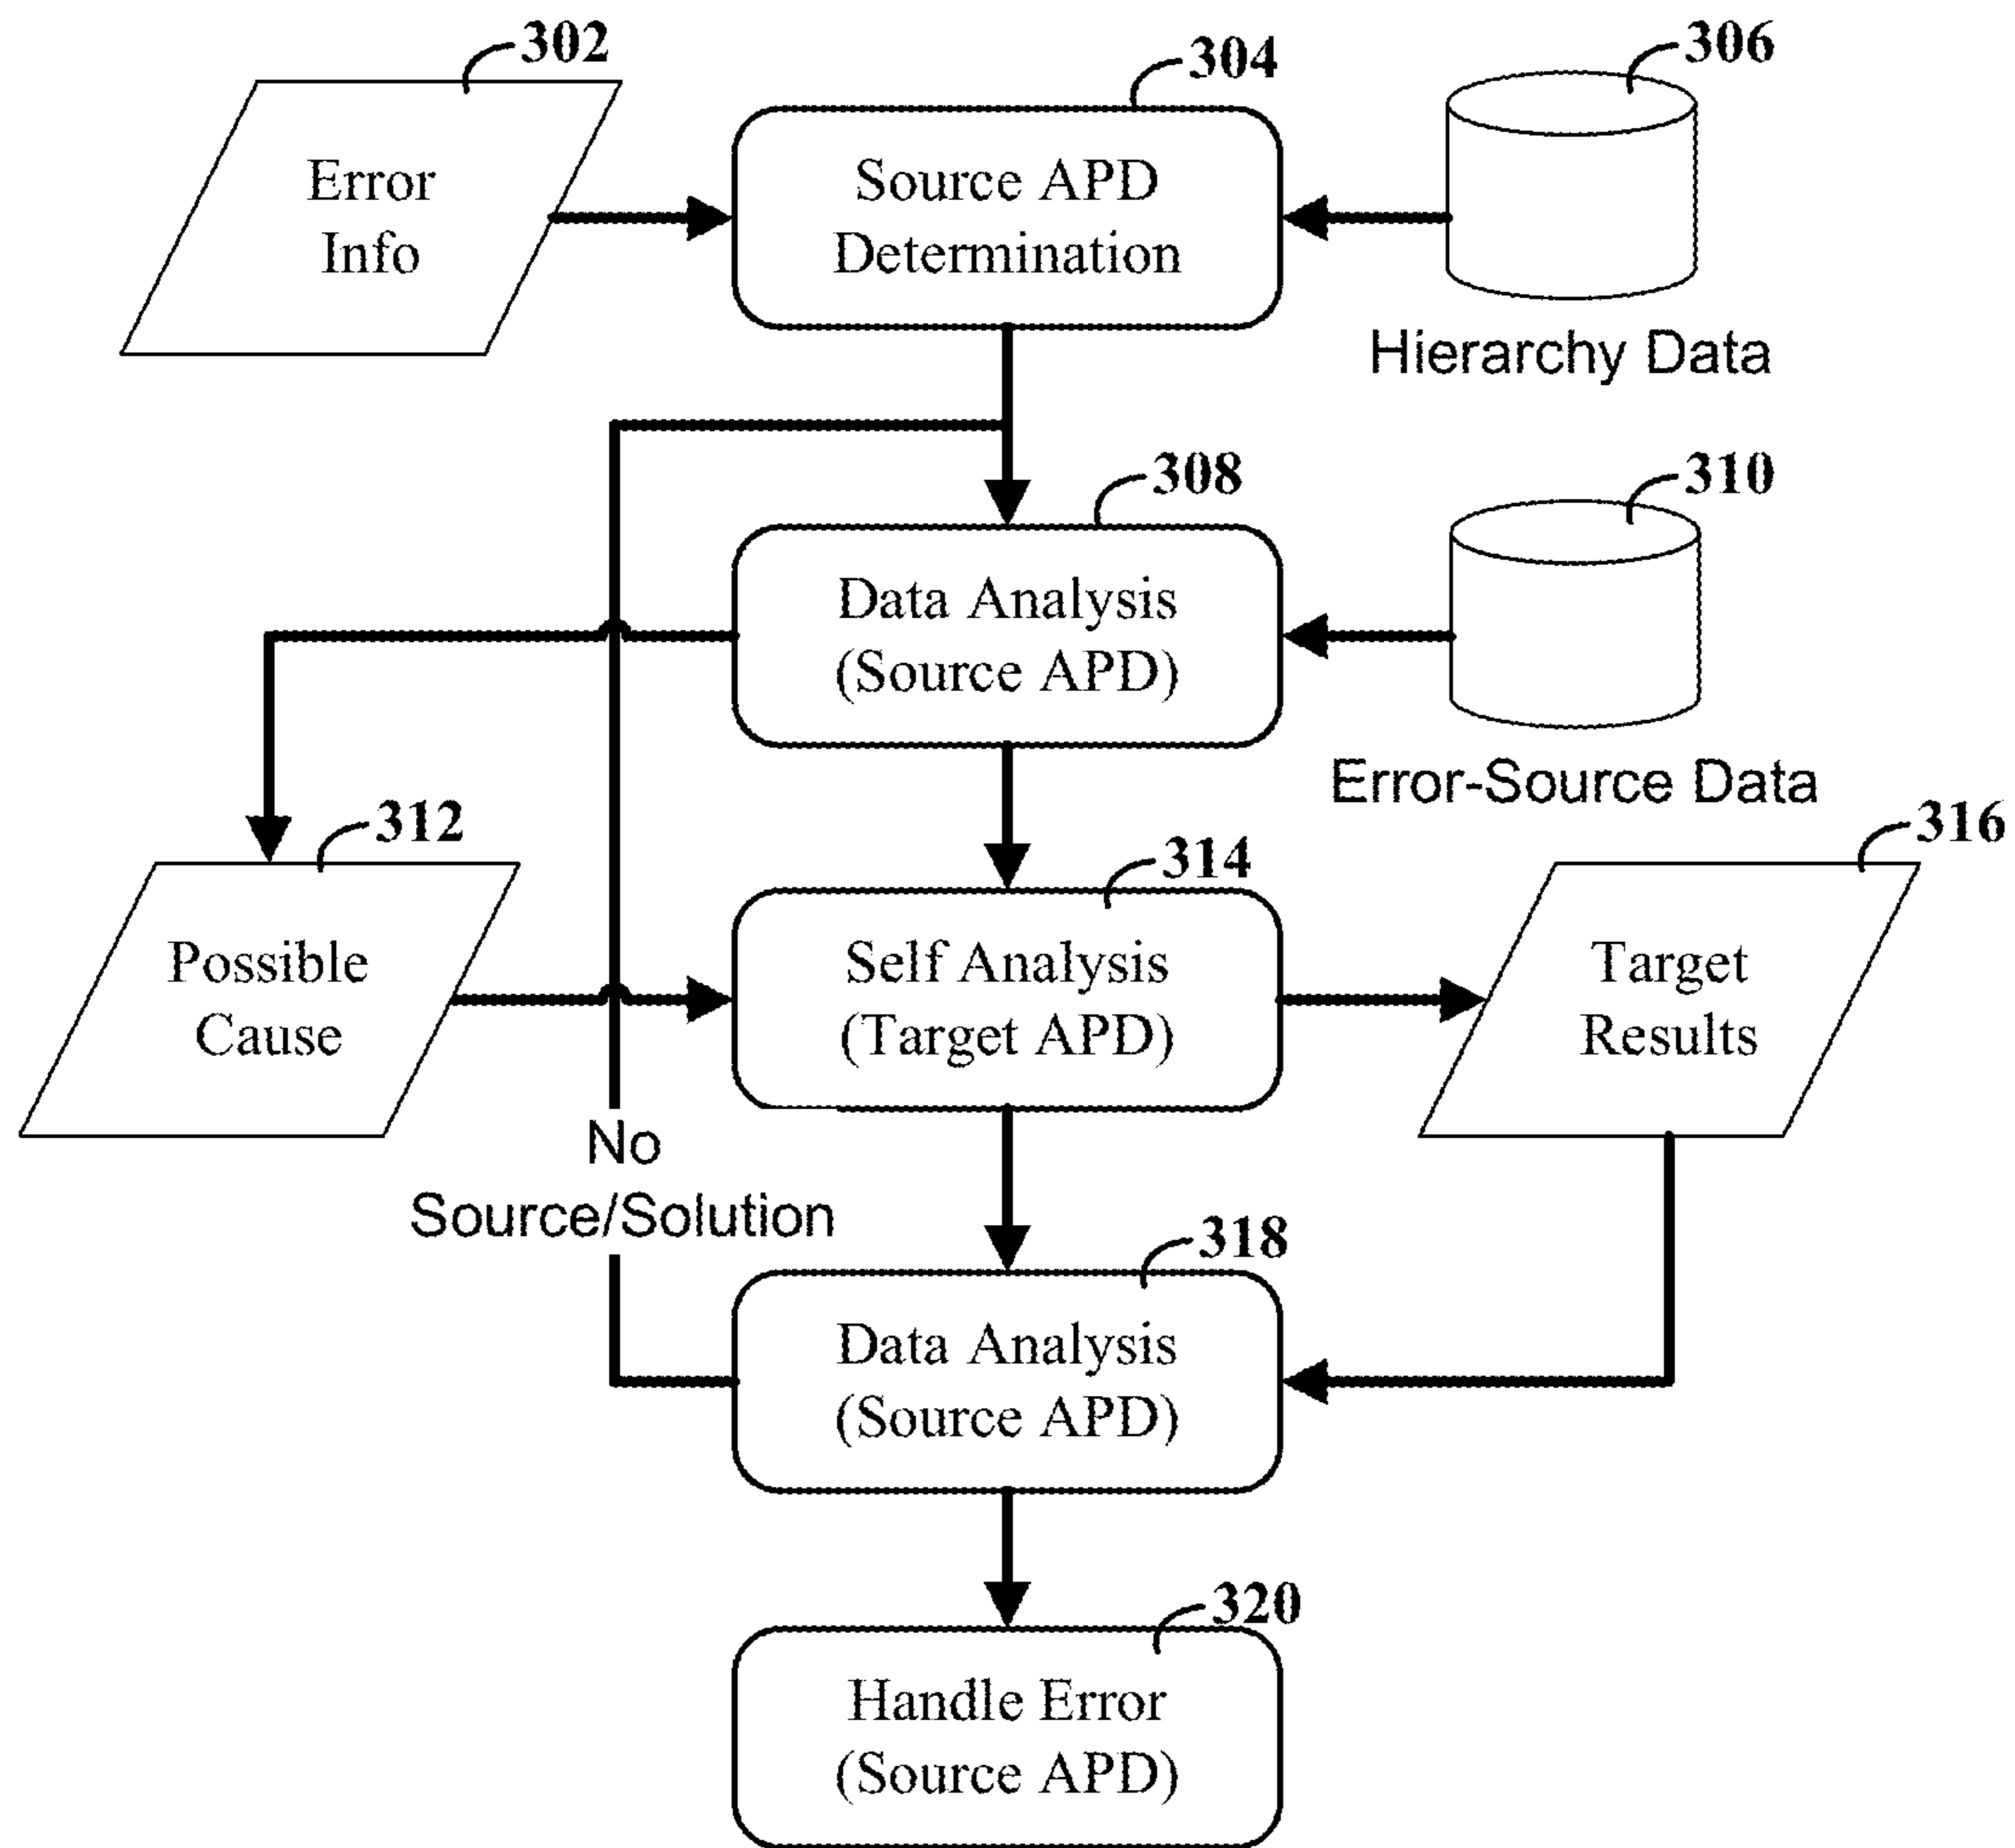 302
304
306
Error
Info
Source APD
Determination
Hierarchy Data
308
310
Data Analysis
(Source APD)
Error-Source Data
312
314
316
Possible
Cause
Self Analysis
(Target APD)
Target
Results
No
Source/Solution
318
Data Analysis
(Source APD)
320
Handle Error
(Source APD)